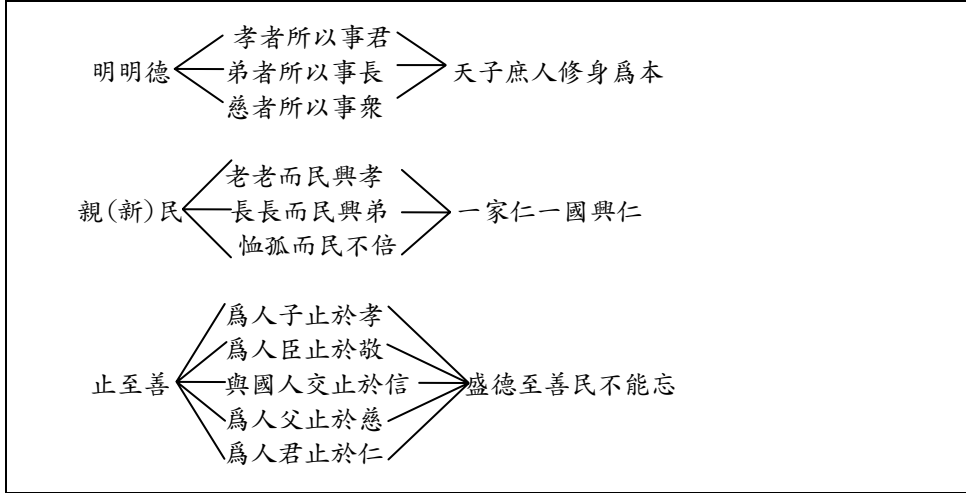 孝者所以事君
明明德 弟者所以事長 天子庶人修身爲本
慈者所以事衆
老老而民興孝
親(新)民 長長而民興弟 一家仁一國興仁
恤孤而民不倍
爲人子止於孝
爲人臣止於敬
止至善 與國人交止於信 盛德至善民不能忘
爲人父止於慈
爲人君止於仁